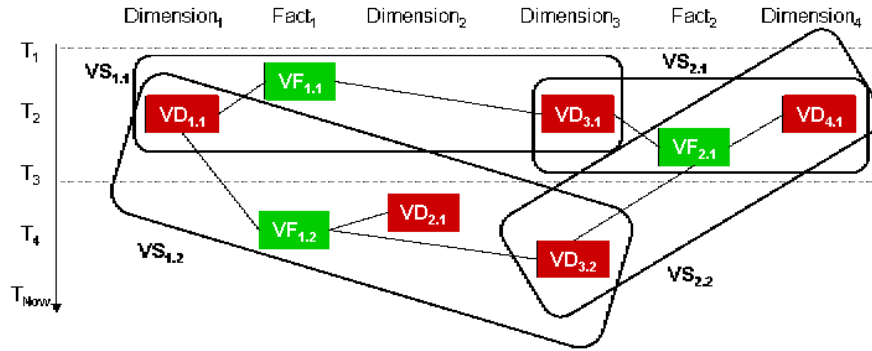 Dimension₁ Fact₁ Dimension₂ Dimension₃ Fact₂ Dimension₄
T₁
VS₁.₁ VF₁.₁ VS₂.₁
T₂ VD₁.₁ VD₃.₁ VD₄.₁
VF₂.₁
T₃
VD₂.₁
T₄ VF₁.₂
VS₁.₂ VD₃.₂
VS₂.₂
T_Now